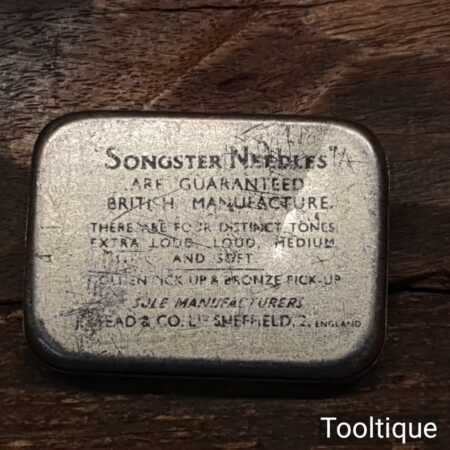 "SONGSTER NEEDLES"
ARE GUARANTEED
BRITISH MANUFACTURE.
THERE ARE FOUR DISTINCT TONES
EXTRA LOUD, LOUD, MEDIUM
AND SOFT.
PICK UP & BRONZE PICK-UP
SOLE MANUFACTURERS
& CO. LTD SHEFFIELD, 2. ENGLAND
Tooltique